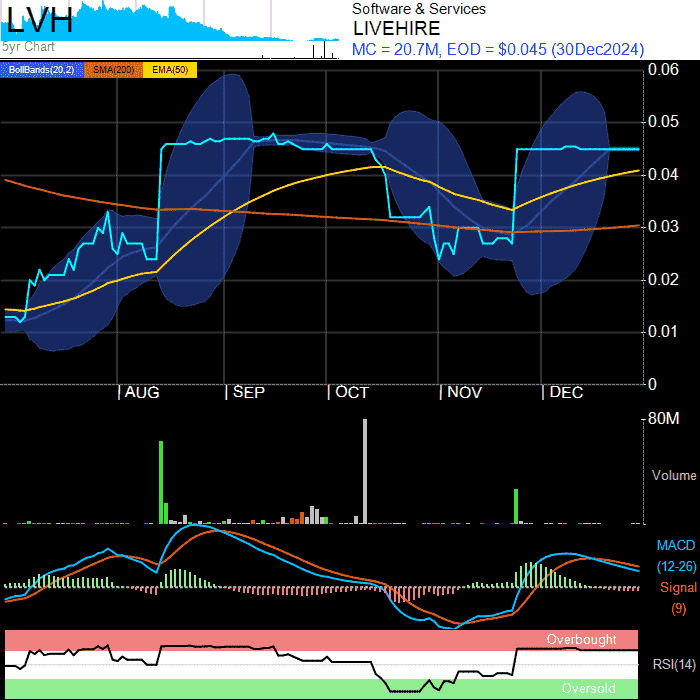 LVH
5yr Chart
Software & Services
LIVEHIRE
MC = 20.7M, EOD = $0.045 (30Dec2024)
BollBands(20,2) SMA(200) EMA(50)
0.06
0.05
0.04
0.03
0.02
0.01
0
AUG SEP OCT NOV DEC
80M
Volume
MACD
(12-26)
Signal
(9)
Overbought
RSI(14)
Oversold